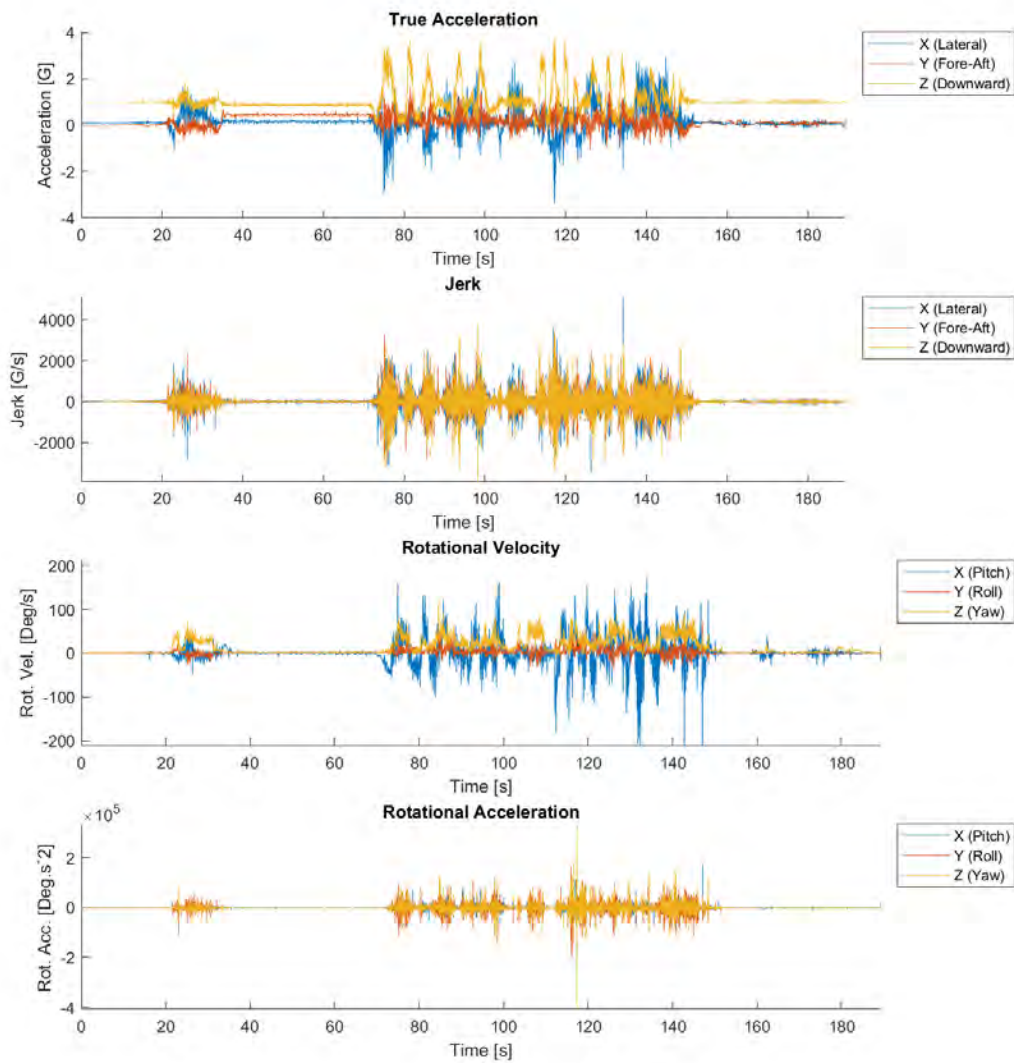 True Acceleration
4
2
0
-2
-4
Acceleration [G]
0 20 40 60 80 100 120 140 160 180
Time [s]
X (Lateral)
Y (Fore-Aft)
Z (Downward)
Jerk
4000
2000
0
-2000
Jerk [G/s]
0 20 40 60 80 100 120 140 160 180
Time [s]
X (Lateral)
Y (Fore-Aft)
Z (Downward)
Rotational Velocity
200
100
0
-100
-200
Rot. Vel. [Deg/s]
0 20 40 60 80 100 120 140 160 180
Time [s]
X (Pitch)
Y (Roll)
Z (Yaw)
Rotational Acceleration
×10^5
2
0
-2
-4
Rot. Acc. [Deg.s^2]
0 20 40 60 80 100 120 140 160 180
Time [s]
X (Pitch)
Y (Roll)
Z (Yaw)